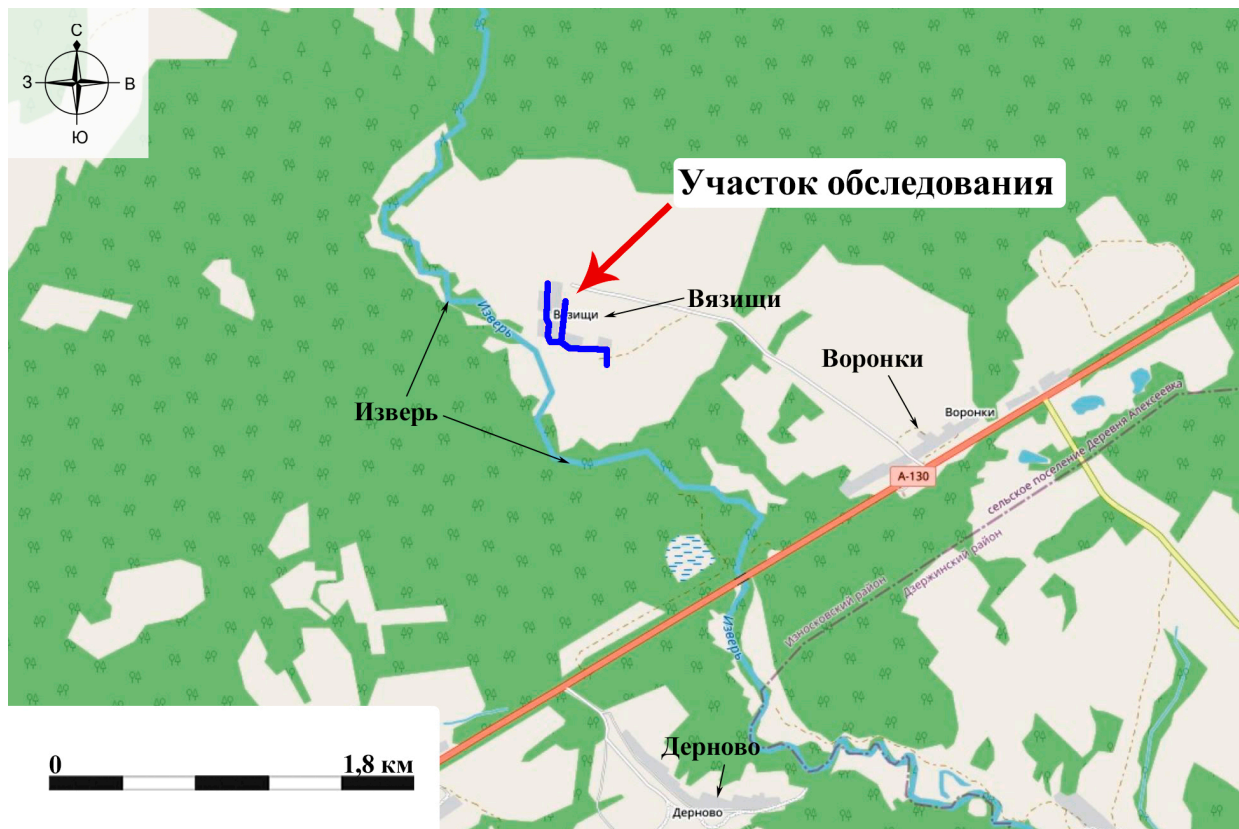 С
З В
Ю
Участок обследования
Вязищи
Вязищи
Изверь
Изверь
Воронки
Воронки
А-130
сельское поселение Деревня Алексеевка
Износковский район
Дзержинский район
Изверь
Дерново
Дерново
0 1,8 км